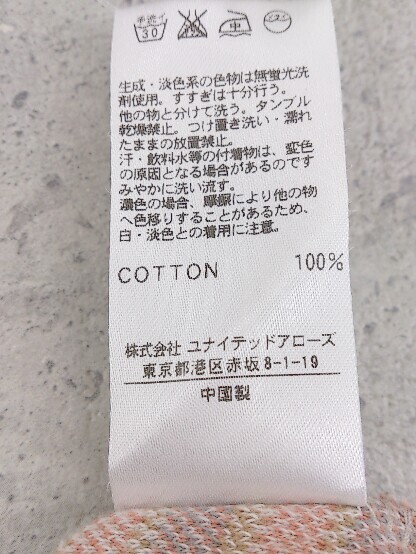 手洗イ
30
中
生成・淡色系の色物は無蛍光洗
剤使用。すすぎは十分行う。
他の物と分けて洗う。タンブル
乾燥禁止。つけ置き洗い・濡れ
たままの放置禁止。
汗・飲料水等の付着物は、変色
の原因となる場合があるのです
みやかに洗い流す。
濃色の場合、摩擦により他の物
へ色移りすることがあるため、
白・淡色との着用に注意。
COTTON 100%
株式会社 ユナイテッドアローズ
東京都港区赤坂8-1-19
中国製